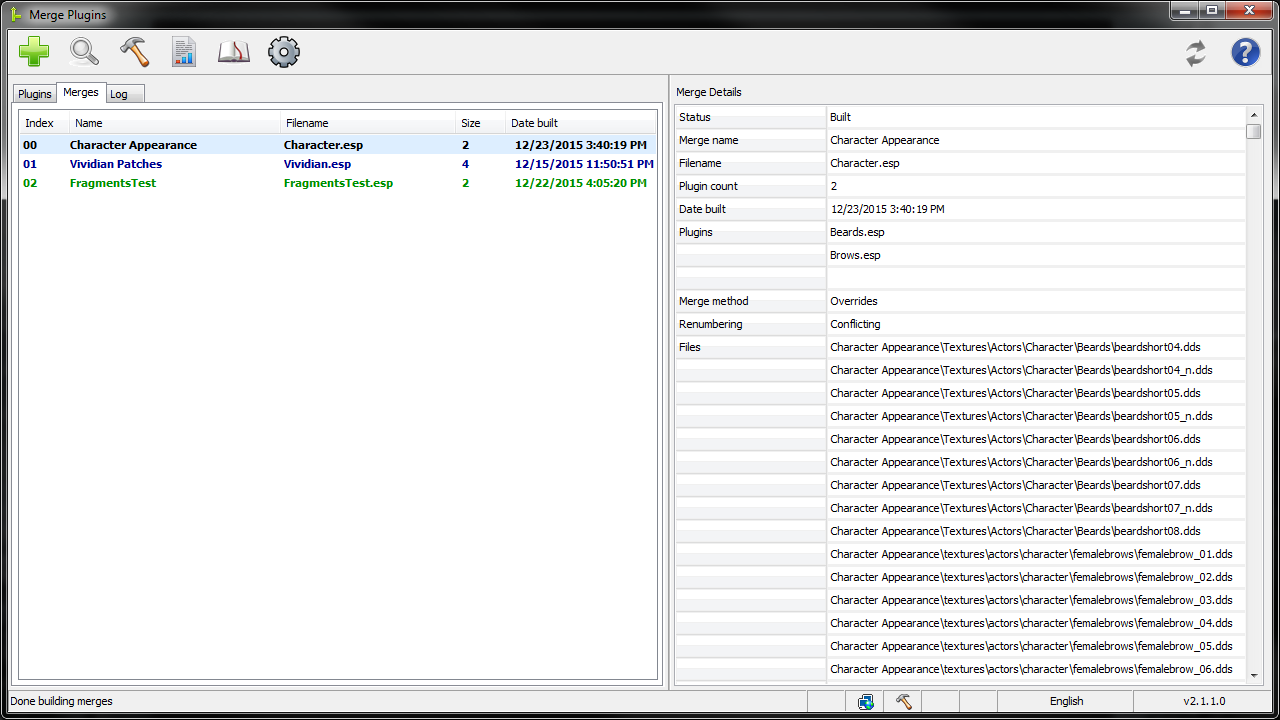 Merge Plugins
Plugins Merges Log
Index Name Filename Size Date built
00 Character Appearance Character.esp 2 12/23/2015 3:40:19 PM
01 Vividian Patches Vividian.esp 4 12/15/2015 11:50:51 PM
02 FragmentsTest FragmentsTest.esp 2 12/22/2015 4:05:20 PM
Merge Details
Status Built
Merge name Character Appearance
Filename Character.esp
Plugin count 2
Date built 12/23/2015 3:40:19 PM
Plugins Beards.esp
Brows.esp
Merge method Overrides
Renumbering Conflicting
Files Character Appearance\Textures\Actors\Character\Beards\beardshort04.dds
Character Appearance\Textures\Actors\Character\Beards\beardshort04_n.dds
Character Appearance\Textures\Actors\Character\Beards\beardshort05.dds
Character Appearance\Textures\Actors\Character\Beards\beardshort05_n.dds
Character Appearance\Textures\Actors\Character\Beards\beardshort06.dds
Character Appearance\Textures\Actors\Character\Beards\beardshort06_n.dds
Character Appearance\Textures\Actors\Character\Beards\beardshort07.dds
Character Appearance\Textures\Actors\Character\Beards\beardshort07_n.dds
Character Appearance\Textures\Actors\Character\Beards\beardshort08.dds
Character Appearance\textures\actors\character\femalebrows\femalebrow_01.dds
Character Appearance\textures\actors\character\femalebrows\femalebrow_02.dds
Character Appearance\textures\actors\character\femalebrows\femalebrow_03.dds
Character Appearance\textures\actors\character\femalebrows\femalebrow_04.dds
Character Appearance\textures\actors\character\femalebrows\femalebrow_05.dds
Character Appearance\textures\actors\character\femalebrows\femalebrow_06.dds
Done building merges English v2.1.1.0